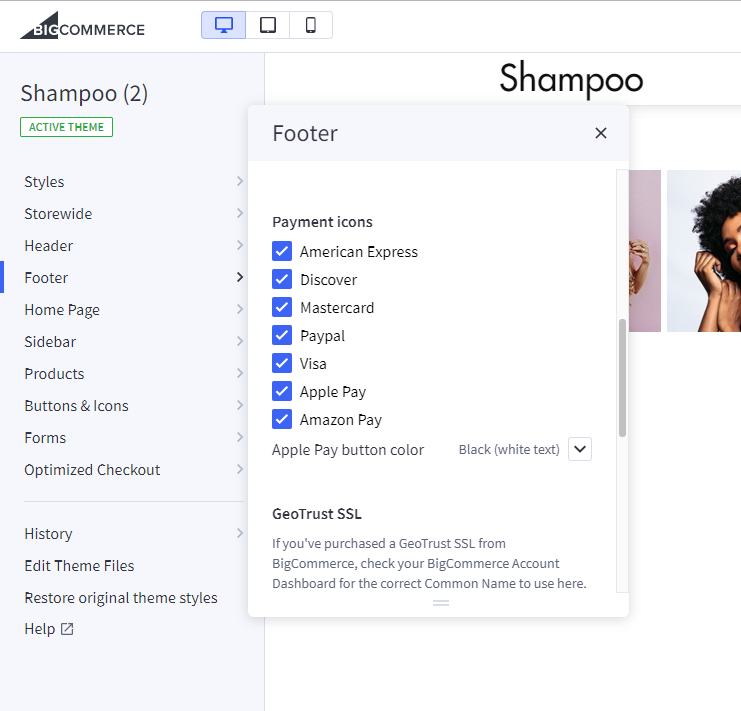 BIGCOMMERCE
Shampoo (2)
ACTIVE THEME
Styles
Storewide
Header
Footer
Home Page
Sidebar
Products
Buttons & Icons
Forms
Optimized Checkout
History
Edit Theme Files
Restore original theme styles
Help
Shampoo
Footer
Payment icons
American Express
Discover
Mastercard
Paypal
Visa
Apple Pay
Amazon Pay
Apple Pay button color Black (white text)
GeoTrust SSL
If you've purchased a GeoTrust SSL from
BigCommerce, check your BigCommerce Account
Dashboard for the correct Common Name to use here.